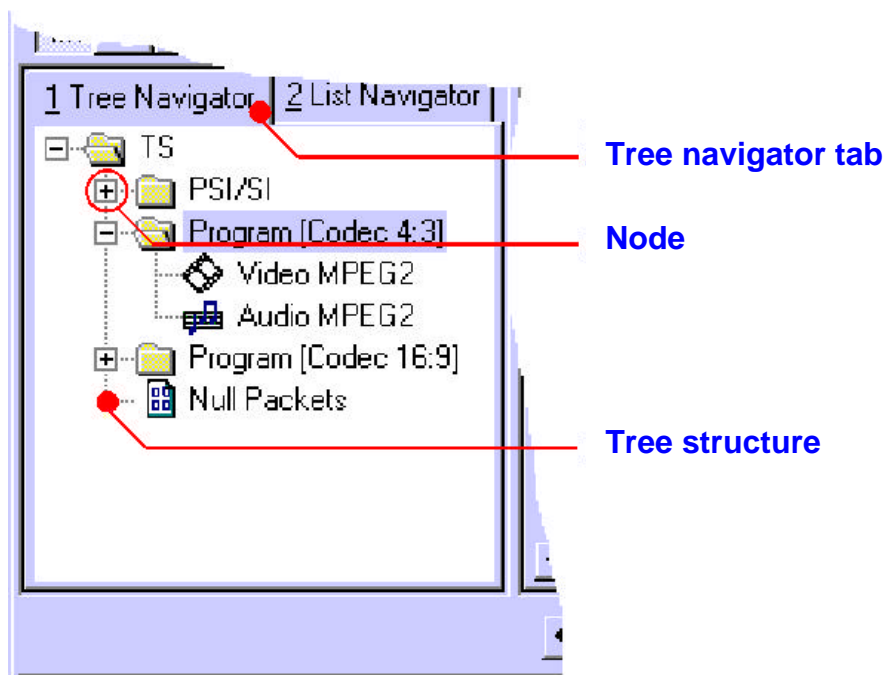 1 Tree Navigator 2 List Navigator
TS
Tree navigator tab
PSI/SI
Program [Codec 4:3]
Node
Video MPEG2
Audio MPEG2
Program [Codec 16:9]
Null Packets
Tree structure